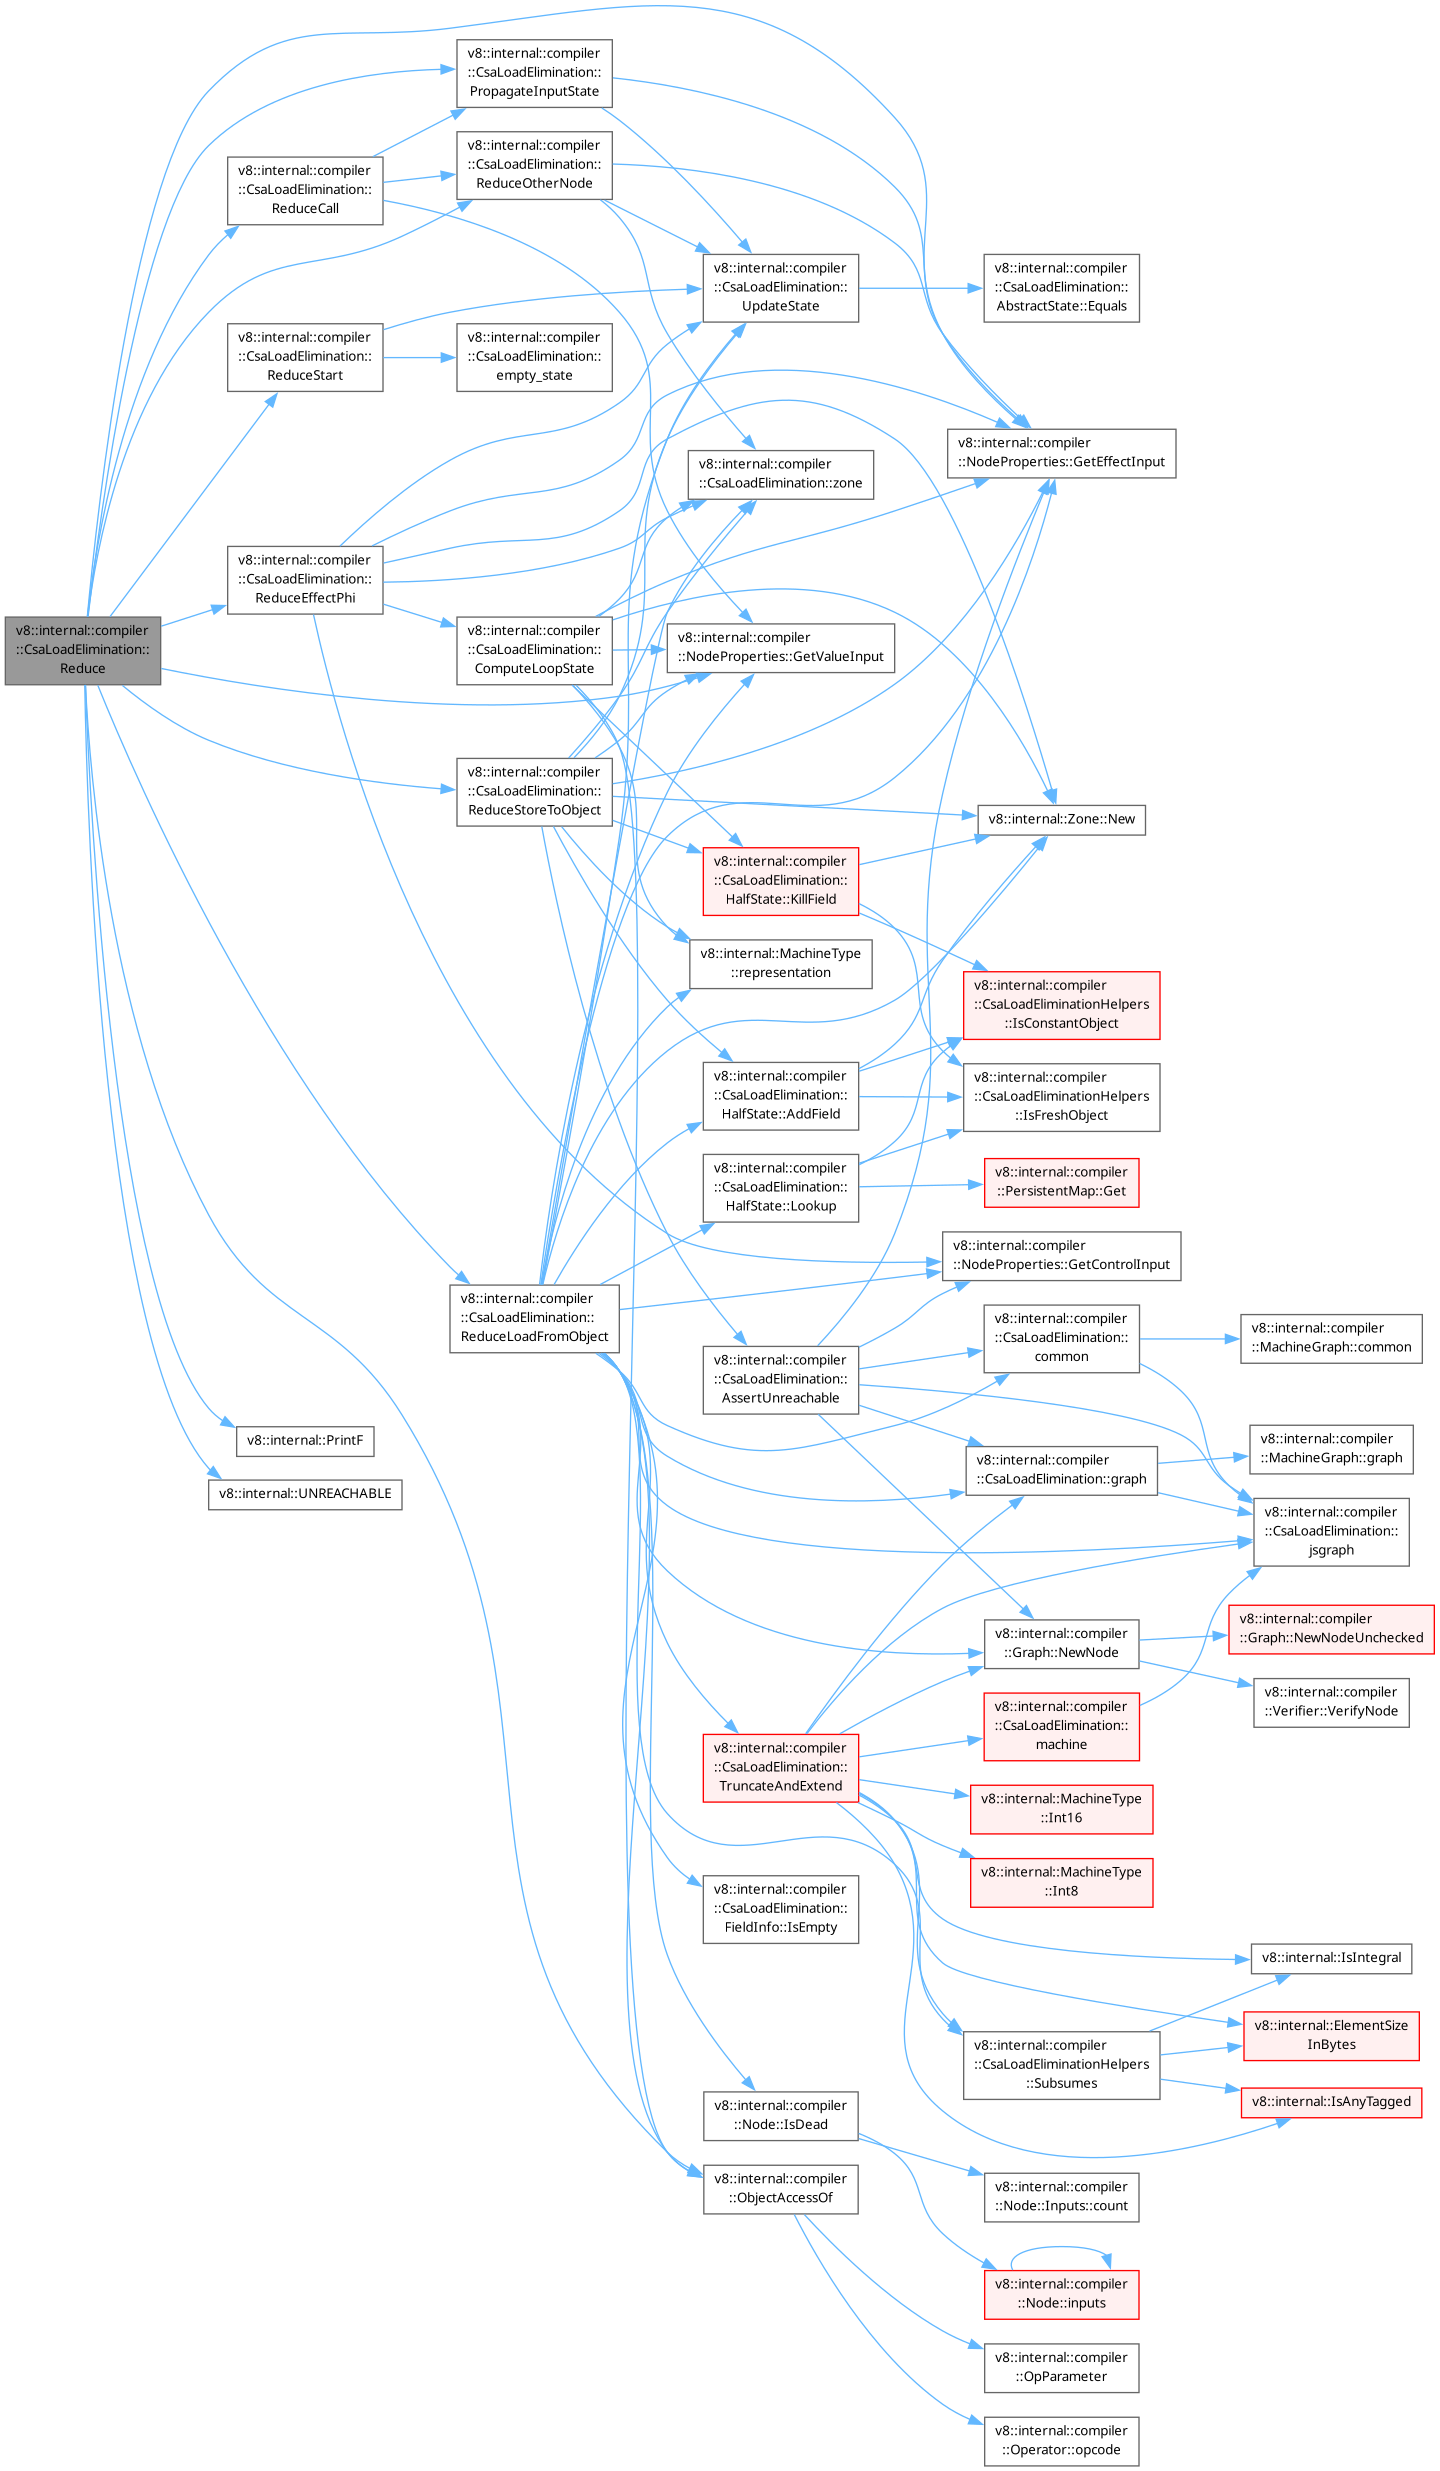 v8::internal::compiler
::CsaLoadElimination::
Reduce
v8::internal::compiler
::CsaLoadElimination::
ReduceCall
v8::internal::compiler
::CsaLoadElimination::
ReduceStart
v8::internal::compiler
::CsaLoadElimination::
ReduceEffectPhi
v8::internal::PrintF
v8::internal::UNREACHABLE
v8::internal::compiler
::CsaLoadElimination::
PropagateInputState
v8::internal::compiler
::CsaLoadElimination::
ReduceOtherNode
v8::internal::compiler
::CsaLoadElimination::
empty_state
v8::internal::compiler
::CsaLoadElimination::
ComputeLoopState
v8::internal::compiler
::CsaLoadElimination::
ReduceStoreToObject
v8::internal::compiler
::CsaLoadElimination::
ReduceLoadFromObject
v8::internal::compiler
::CsaLoadElimination::
UpdateState
v8::internal::compiler
::CsaLoadElimination::zone
v8::internal::compiler
::NodeProperties::GetValueInput
v8::internal::compiler
::CsaLoadElimination::
HalfState::KillField
v8::internal::MachineType
::representation
v8::internal::compiler
::CsaLoadElimination::
HalfState::AddField
v8::internal::compiler
::CsaLoadElimination::
HalfState::Lookup
v8::internal::compiler
::CsaLoadElimination::
AssertUnreachable
v8::internal::compiler
::CsaLoadElimination::
TruncateAndExtend
v8::internal::compiler
::CsaLoadElimination::
FieldInfo::IsEmpty
v8::internal::compiler
::Node::IsDead
v8::internal::compiler
::ObjectAccessOf
v8::internal::compiler
::CsaLoadElimination::
AbstractState::Equals
v8::internal::compiler
::NodeProperties::GetEffectInput
v8::internal::Zone::New
v8::internal::compiler
::CsaLoadEliminationHelpers
::IsConstantObject
v8::internal::compiler
::CsaLoadEliminationHelpers
::IsFreshObject
v8::internal::compiler
::PersistentMap::Get
v8::internal::compiler
::NodeProperties::GetControlInput
v8::internal::compiler
::CsaLoadElimination::
common
v8::internal::compiler
::CsaLoadElimination::graph
v8::internal::compiler
::Graph::NewNode
v8::internal::compiler
::CsaLoadElimination::
machine
v8::internal::MachineType
::Int16
v8::internal::MachineType
::Int8
v8::internal::compiler
::CsaLoadEliminationHelpers
::Subsumes
v8::internal::compiler
::Node::Inputs::count
v8::internal::compiler
::Node::inputs
v8::internal::compiler
::OpParameter
v8::internal::compiler
::Operator::opcode
v8::internal::compiler
::MachineGraph::common
v8::internal::compiler
::MachineGraph::graph
v8::internal::compiler
::CsaLoadElimination::
jsgraph
v8::internal::compiler
::Graph::NewNodeUnchecked
v8::internal::compiler
::Verifier::VerifyNode
v8::internal::IsIntegral
v8::internal::ElementSize
InBytes
v8::internal::IsAnyTagged